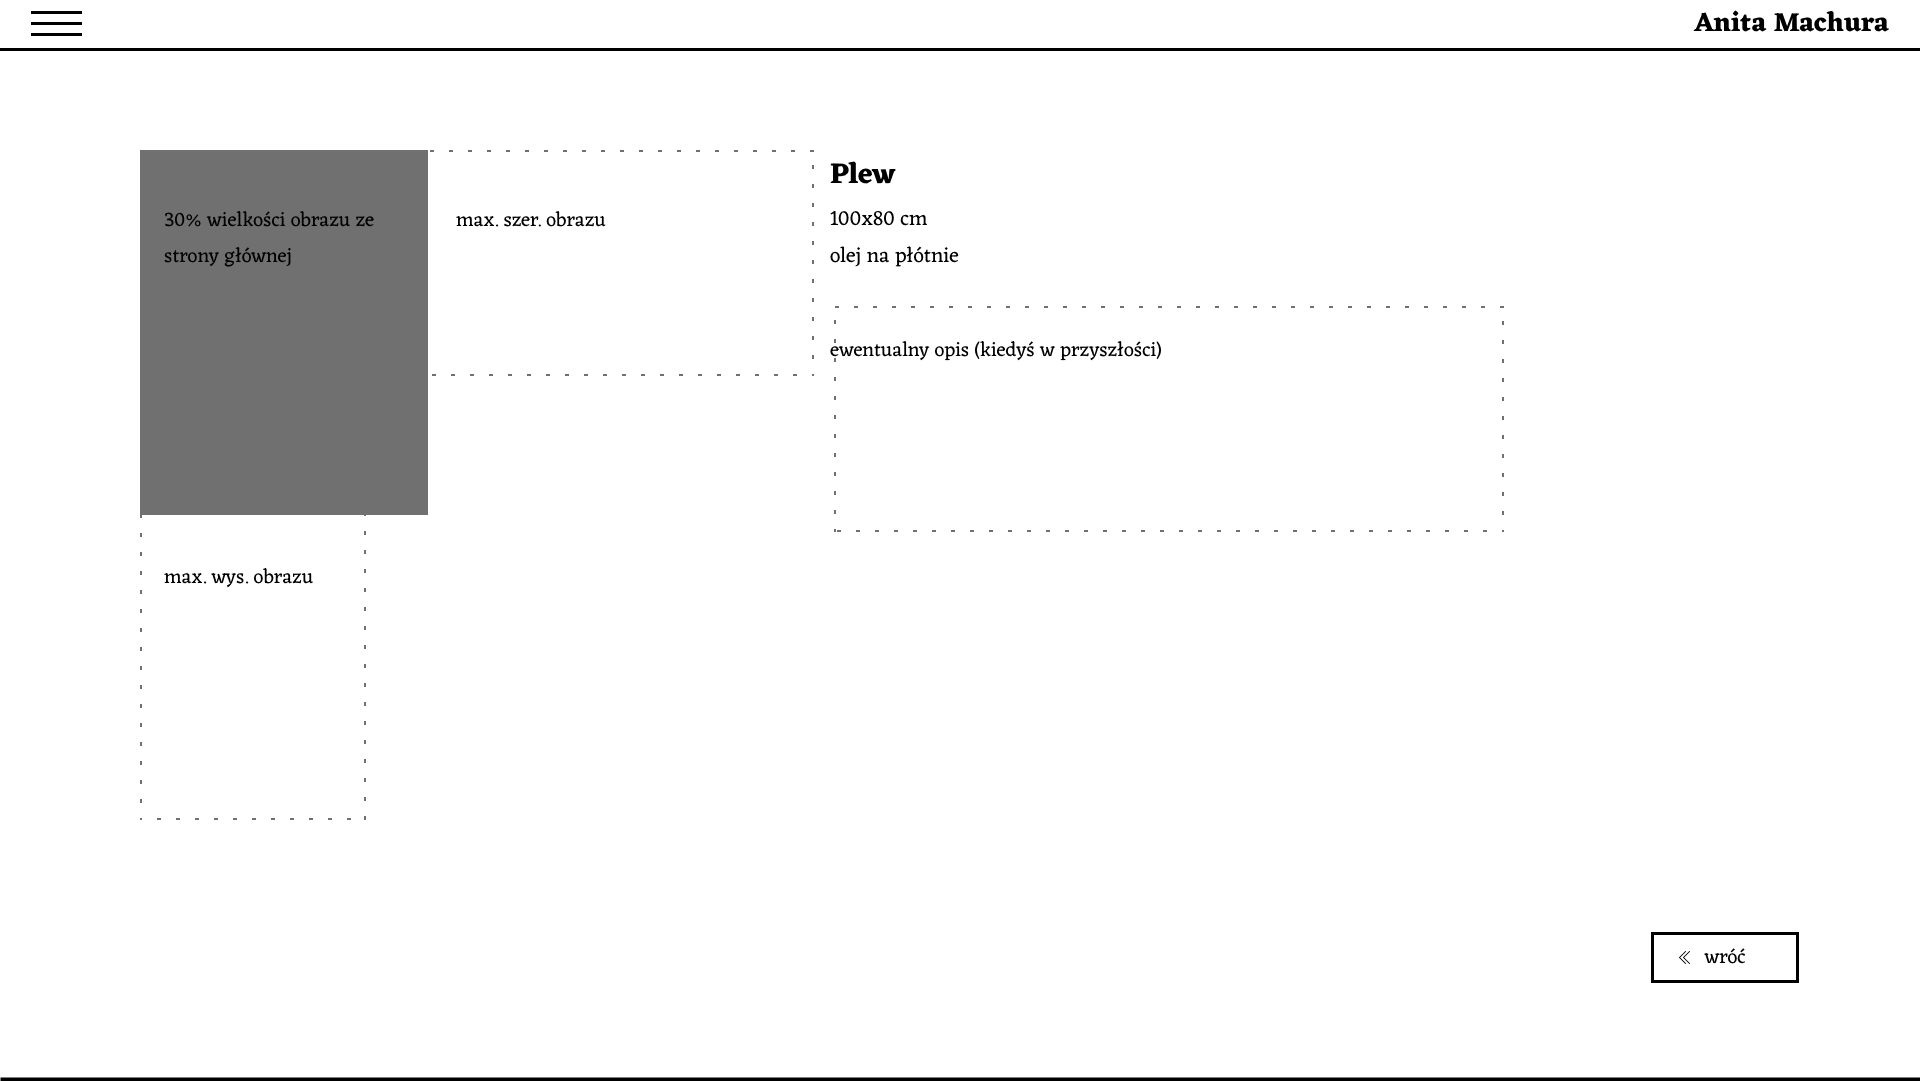 Anita Machura
30% wielkości obrazu ze
strony głównej
max. szer. obrazu
max. wys. obrazu
Plew
100x80 cm
olej na płótnie
ewentualny opis (kiedyś w przyszłości)
wróć